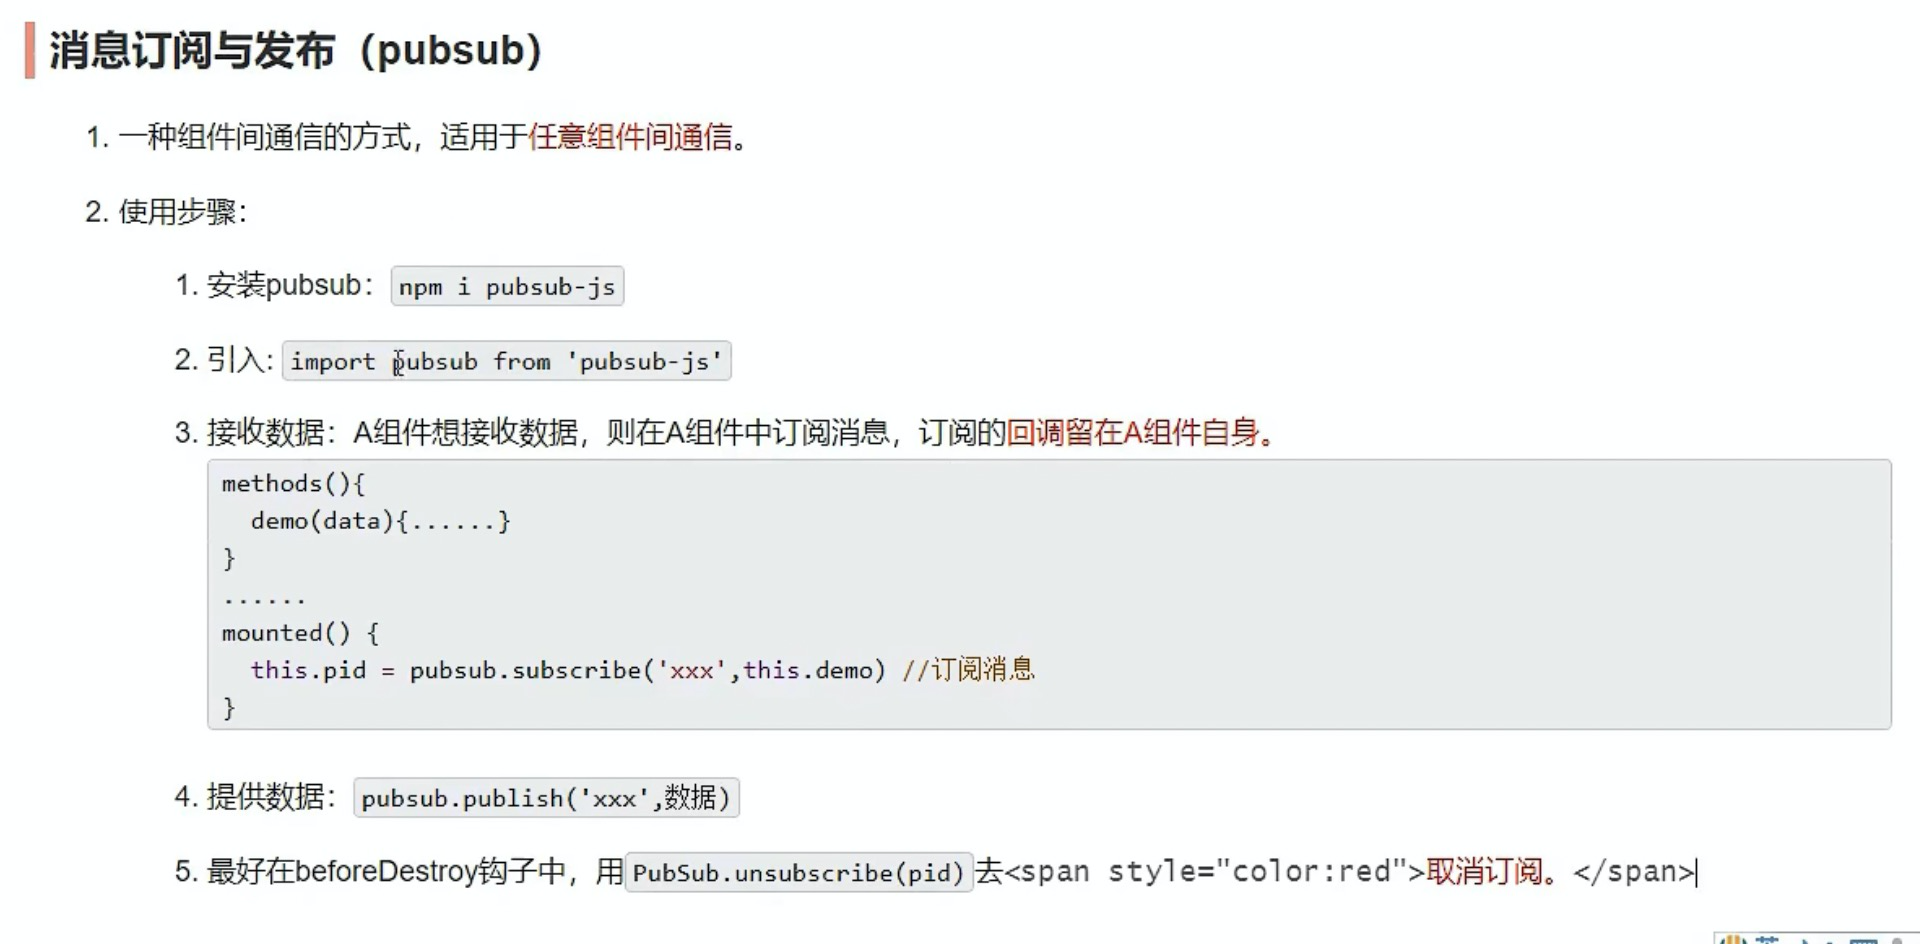 消息订阅与发布（pubsub）
1. 一种组件间通信的方式，适用于任意组件间通信。
2. 使用步骤：
1. 安装pubsub： npm i pubsub-js
2. 引入: import pubsub from 'pubsub-js'
3. 接收数据：A组件想接收数据，则在A组件中订阅消息，订阅的回调留在A组件自身。
methods(){
  demo(data){......}
}
......
mounted() {
  this.pid = pubsub.subscribe('xxx',this.demo) //订阅消息
}
4. 提供数据： pubsub.publish('xxx',数据)
5. 最好在beforeDestroy钩子中，用PubSub.unsubscribe(pid)去<span style="color:red">取消订阅。</span>